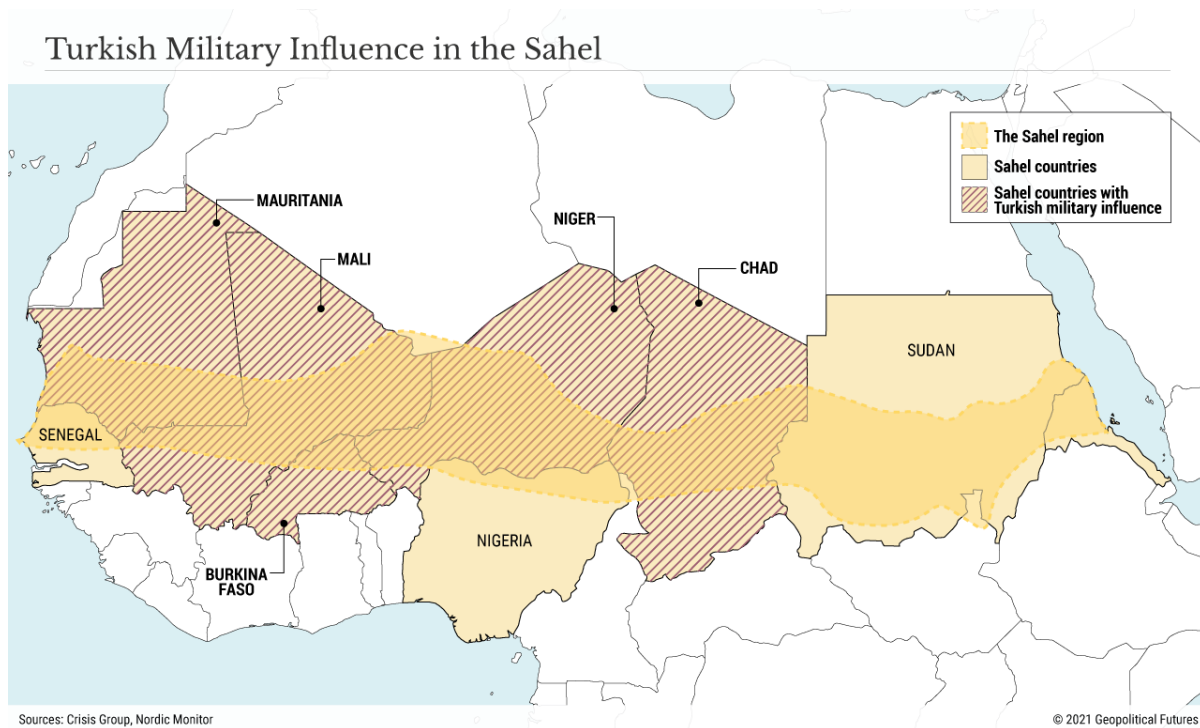 Turkish Military Influence in the Sahel
The Sahel region
Sahel countries
Sahel countries with
Turkish military influence
MAURITANIA
MALI
NIGER
CHAD
SUDAN
SENEGAL
NIGERIA
BURKINA
FASO
Sources: Crisis Group, Nordic Monitor
© 2021 Geopolitical Futures